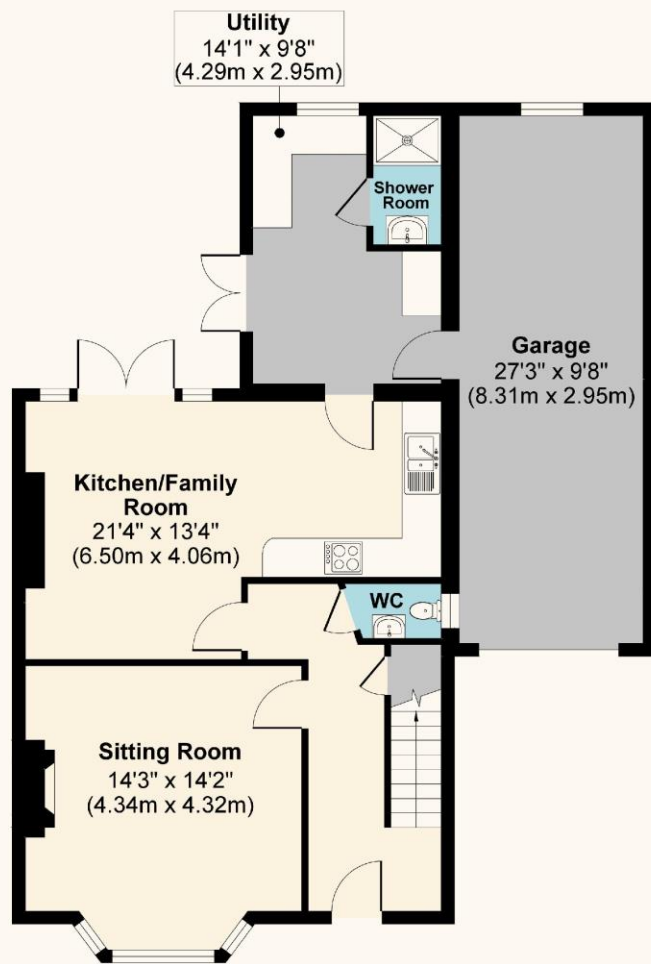 Utility
14'1" x 9'8"
(4.29m x 2.95m)
Shower
Room
Garage
27'3" x 9'8"
(8.31m x 2.95m)
Kitchen/Family
Room
21'4" x 13'4"
(6.50m x 4.06m)
WC
Sitting Room
14'3" x 14'2"
(4.34m x 4.32m)